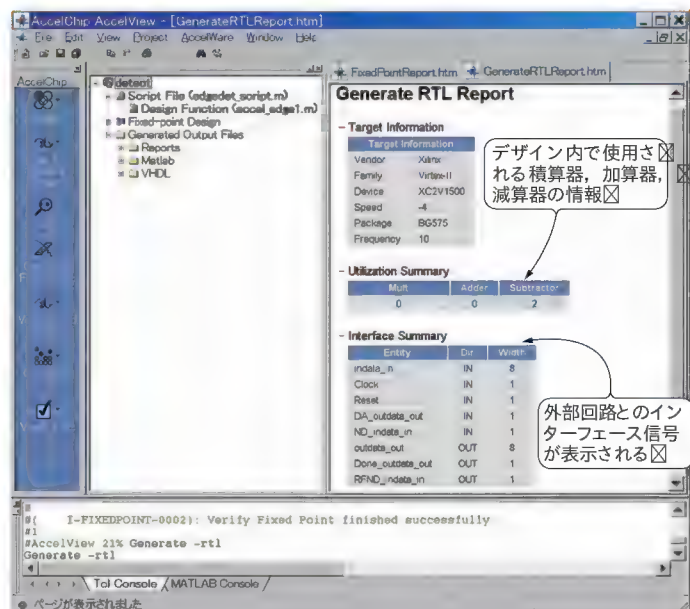 AccelChip AccelView - [GenerateRTLReport htm]
File Edit View Project AccelWare Window Help
AccelChip
detect
Script File (edgedet_script.m)
Design Function (accel_edge1.m)
Fixed-point Design
Generated Output Files
Reports
Matlab
VHDL
FixedPointReport.htm GenerateRTLReport.htm
Generate RTL Report
Target Information
Target Information
Vendor Xilinx
Family Virtex-II
Device XC2V1500
Speed -4
Package BG575
Frequency 10
デザイン内で使用さ
れる積算器，加算器，
減算器の情報
Utilization Summary
Mult Adder Subtractor
0 0 2
Interface Summary
Entity Dir Width
indata_in IN 8
Clock IN 1
Reset IN 1
DA_outdata_out IN 1
ND_indata_in IN 1
outdata_out OUT 8
Done_outdata_out OUT 1
RFND_indata_in OUT 1
外部回路とのイン
ターフェース信号
が表示される
#
#( I-FIXEDPOINT-0002): Verify Fixed Point finished successfully
#1
#AccelView 21% Generate -rtl
Generate -rtl
Tcl Console MATLAB Console
ページが表示されました